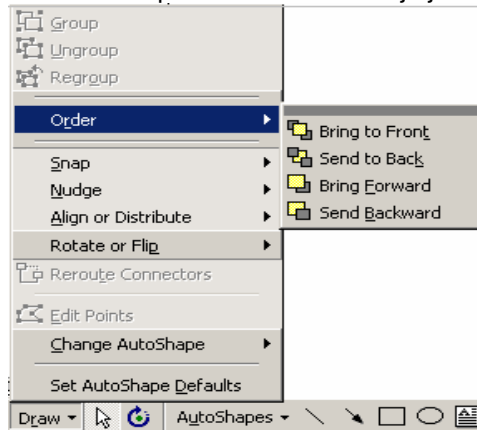 Group
Ungroup
Regroup
Order
Bring to Front
Send to Back
Bring Forward
Send Backward
Snap
Nudge
Align or Distribute
Rotate or Flip
Reroute Connectors
Edit Points
Change AutoShape
Set AutoShape Defaults
Draw AutoShapes